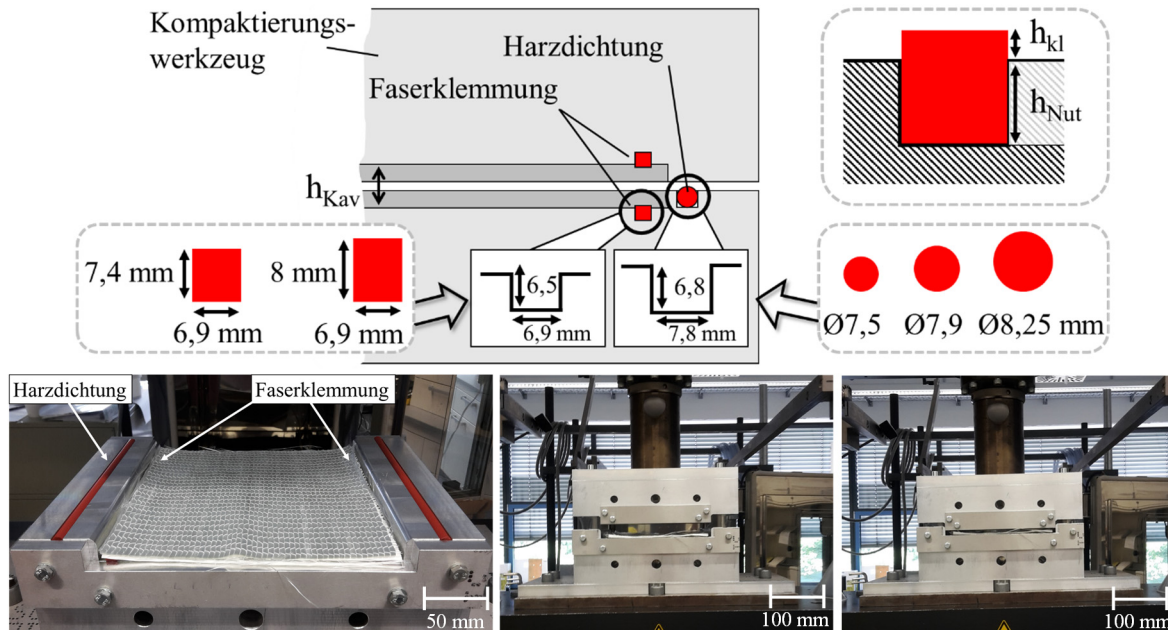 Kompaktierungs-
werkzeug
Harzdichtung
Faserklemmung
h_Kav
h_kl
h_Nut
7,4 mm
6,9 mm
8 mm
6,9 mm
6,5
6,9 mm
6,8
7,8 mm
Ø7,5
Ø7,9
Ø8,25 mm
Harzdichtung
Faserklemmung
50 mm
100 mm
100 mm